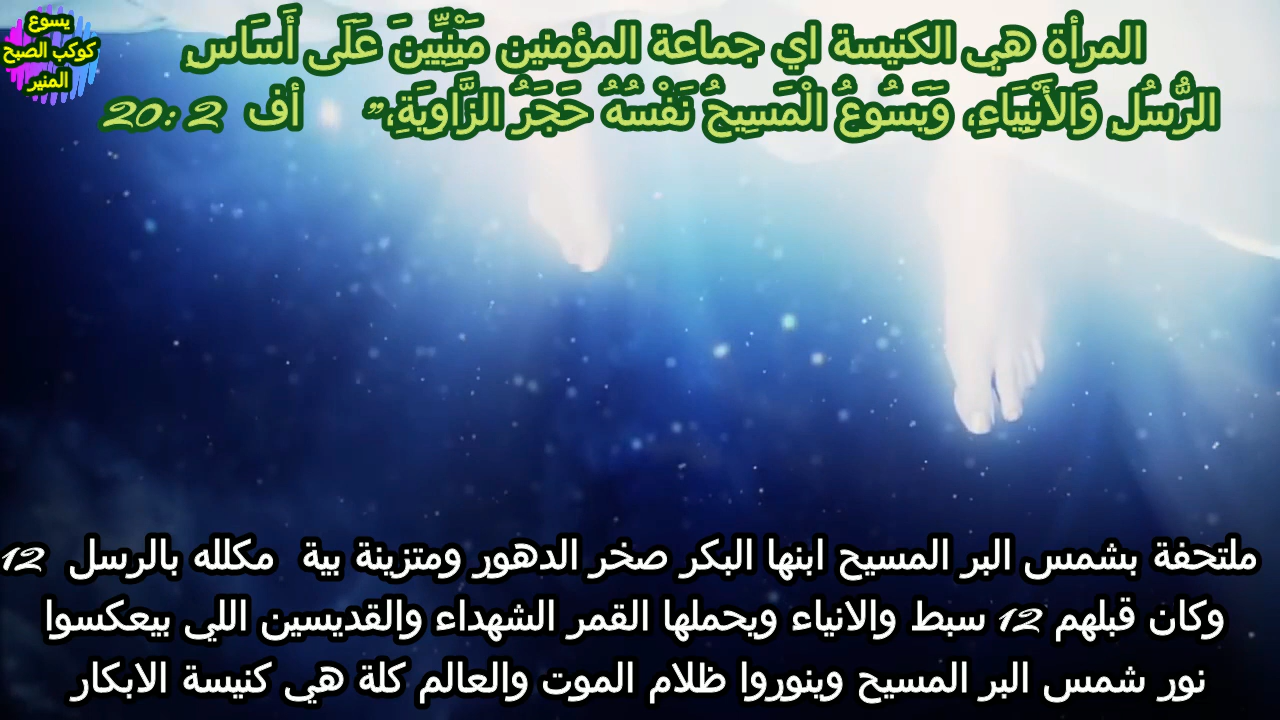 يسوع
كوكب الصبح
المنير
المرأة هي الكنيسة اي جماعة المؤمنين مَبْنِيِّينَ عَلَى أَسَاسِ
الرُّسُلِ وَالأَنْبِيَاءِ، وَيَسُوعُ الْمَسِيحُ نَفْسُهُ حَجَرُ الزَّاوِيَةِ،” أف 2 :20
ملتحفة بشمس البر المسيح ابنها البكر صخر الدهور ومتزينة بية مكلله بالرسل 12
وكان قبلهم 12 سبط والانياء ويحملها القمر الشهداء والقديسين اللي بيعكسوا
نور شمس البر المسيح وينوروا ظلام الموت والعالم كلة هي كنيسة الابكار